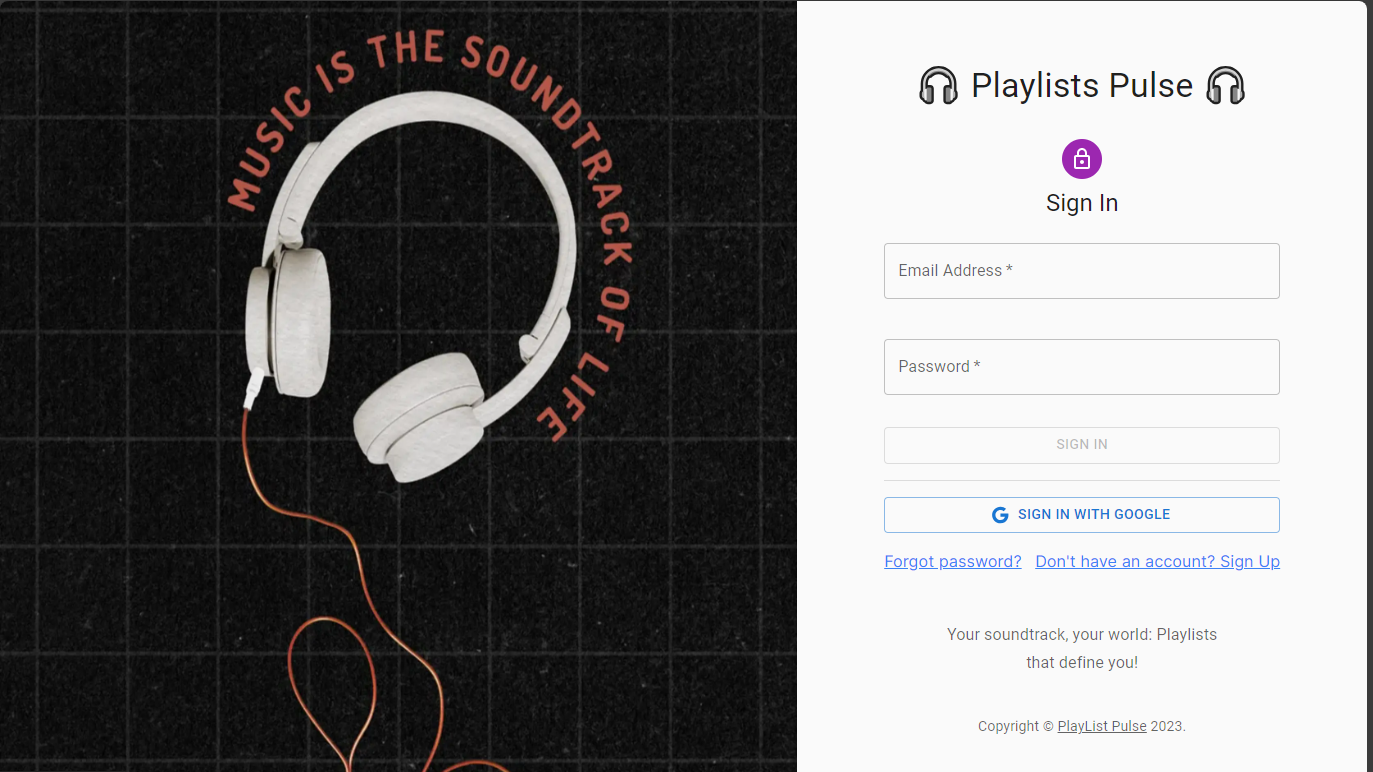 MUSIC IS THE SOUNDTRACK OF LIFE
Playlists Pulse
Sign In
Email Address *
Password *
SIGN IN
SIGN IN WITH GOOGLE
Forgot password? Don't have an account? Sign Up
Your soundtrack, your world: Playlists
that define you!
Copyright © PlayList Pulse 2023.